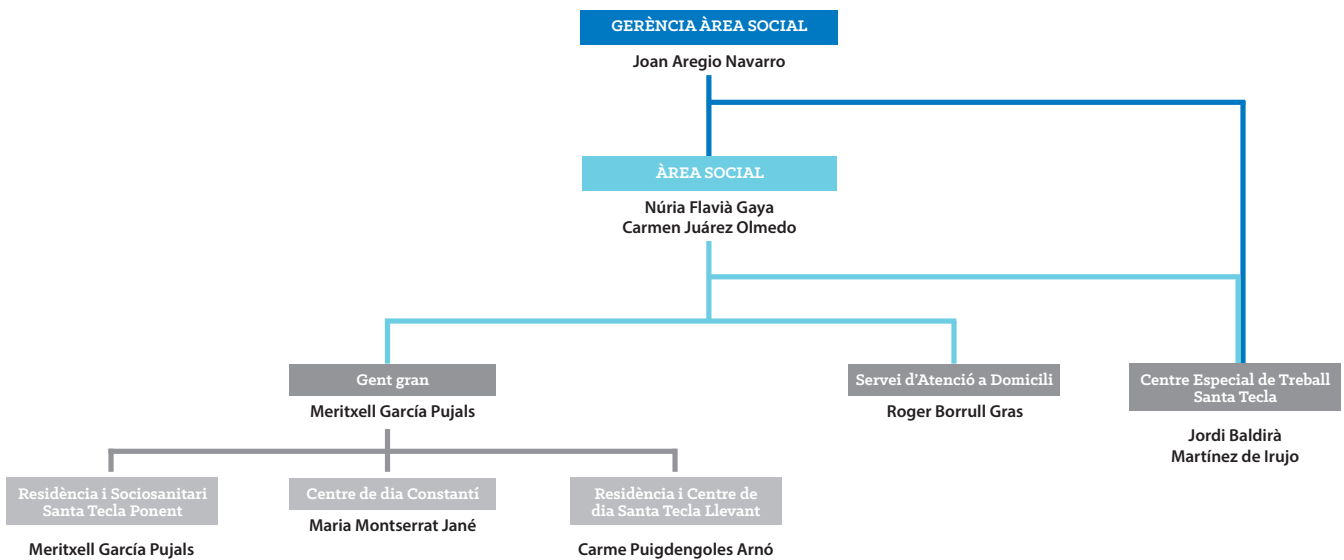 GERÈNCIA ÀREA SOCIAL
Joan Aregio Navarro
ÀREA SOCIAL
Núria Flavià Gaya
Carmen Juárez Olmedo
Gent gran
Meritxell García Pujals
Servei d'Atenció a Domicili
Roger Borrull Gras
Centre Especial de Treball
Santa Tecla
Jordi Baldirà
Martínez de Irujo
Residència i Sociosanitari
Santa Tecla Ponent
Meritxell García Pujals
Centre de dia Constantí
Maria Montserrat Jané
Residència i Centre de
dia Santa Tecla Llevant
Carme Puigdengoles Arnó